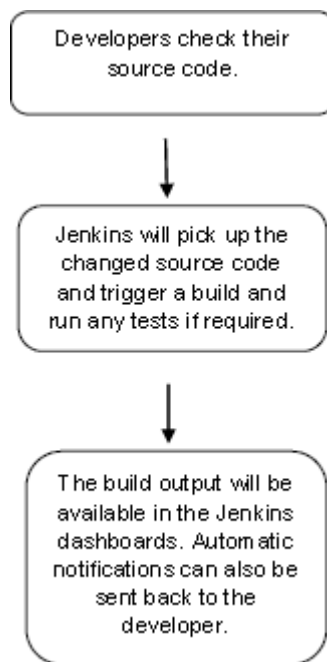 Developers check their
source code.
Jenkins will pick up the
changed source code
and trigger a build and
run any tests if required.
The build output will be
available in the Jenkins
dashboards. Automatic
notifications can also be
sent back to the
developer.